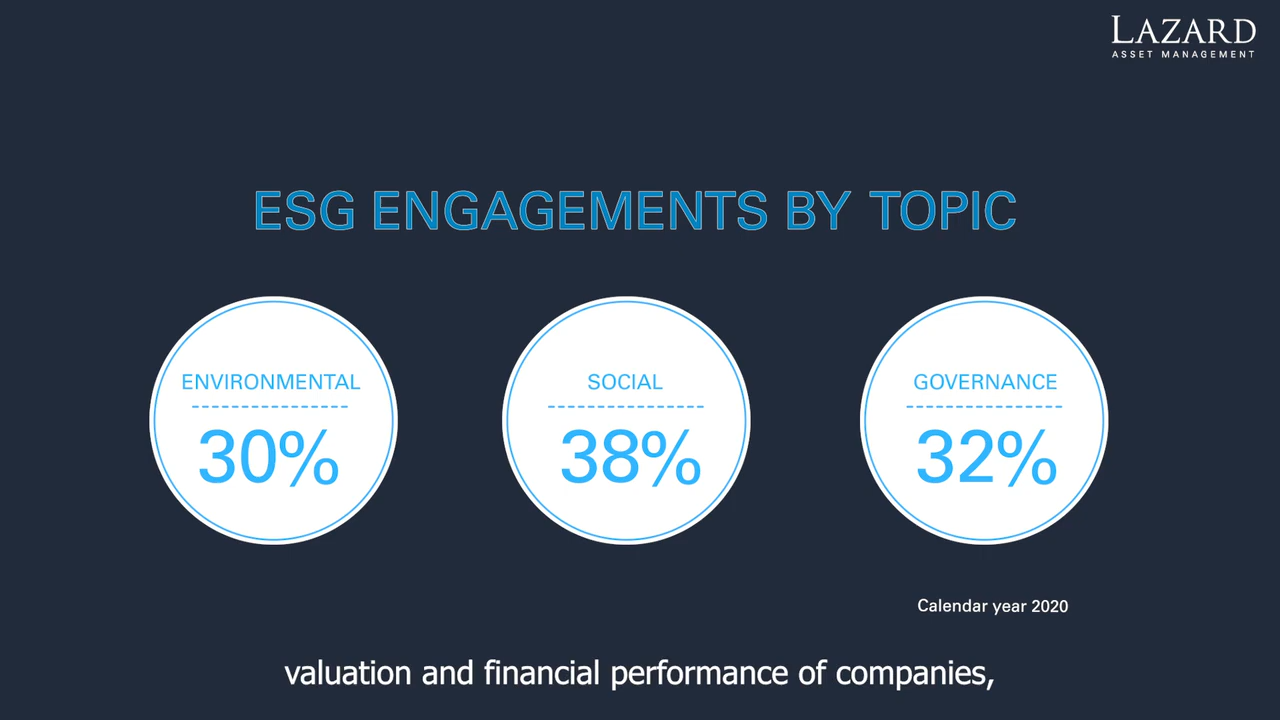 LAZARD
ASSET MANAGEMENT
ESG ENGAGEMENTS BY TOPIC
ENVIRONMENTAL
30%
SOCIAL
38%
GOVERNANCE
32%
Calendar year 2020
valuation and financial performance of companies,